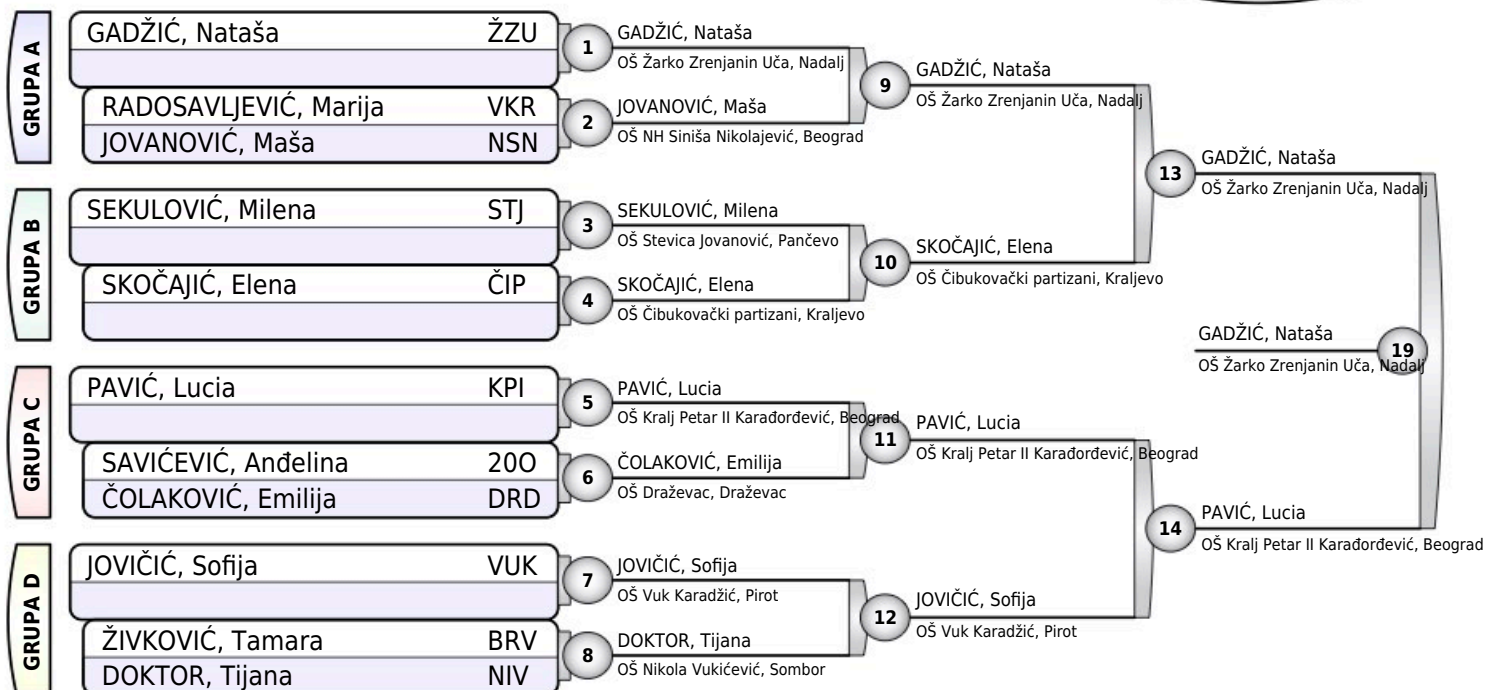 GRUPA A
GADŽIĆ, Nataša ŽZU
RADOSAVLJEVIĆ, Marija VKR
JOVANOVIĆ, Maša NSN
GRUPA B
SEKULOVIĆ, Milena STJ
SKOČAJIĆ, Elena ČIP
GRUPA C
PAVIĆ, Lucia KPI
SAVIĆEVIĆ, Anđelina 20O
ČOLAKOVIĆ, Emilija DRD
GRUPA D
JOVIČIĆ, Sofija VUK
ŽIVKOVIĆ, Tamara BRV
DOKTOR, Tijana NIV
1
GADŽIĆ, Nataša
OŠ Žarko Zrenjanin Uča, Nadalj
2
JOVANOVIĆ, Maša
OŠ NH Siniša Nikolajević, Beograd
3
SEKULOVIĆ, Milena
OŠ Stevica Jovanović, Pančevo
4
SKOČAJIĆ, Elena
OŠ Čibukovački partizani, Kraljevo
5
PAVIĆ, Lucia
OŠ Kralj Petar II Karađorđević, Beograd
6
ČOLAKOVIĆ, Emilija
OŠ Draževac, Draževac
7
JOVIČIĆ, Sofija
OŠ Vuk Karadžić, Pirot
8
DOKTOR, Tijana
OŠ Nikola Vukićević, Sombor
9
GADŽIĆ, Nataša
OŠ Žarko Zrenjanin Uča, Nadalj
10
SKOČAJIĆ, Elena
OŠ Čibukovački partizani, Kraljevo
11
PAVIĆ, Lucia
OŠ Kralj Petar II Karađorđević, Beograd
12
JOVIČIĆ, Sofija
OŠ Vuk Karadžić, Pirot
13
GADŽIĆ, Nataša
OŠ Žarko Zrenjanin Uča, Nadalj
14
PAVIĆ, Lucia
OŠ Kralj Petar II Karađorđević, Beograd
GADŽIĆ, Nataša
19
OŠ Žarko Zrenjanin Uča, Nadalj